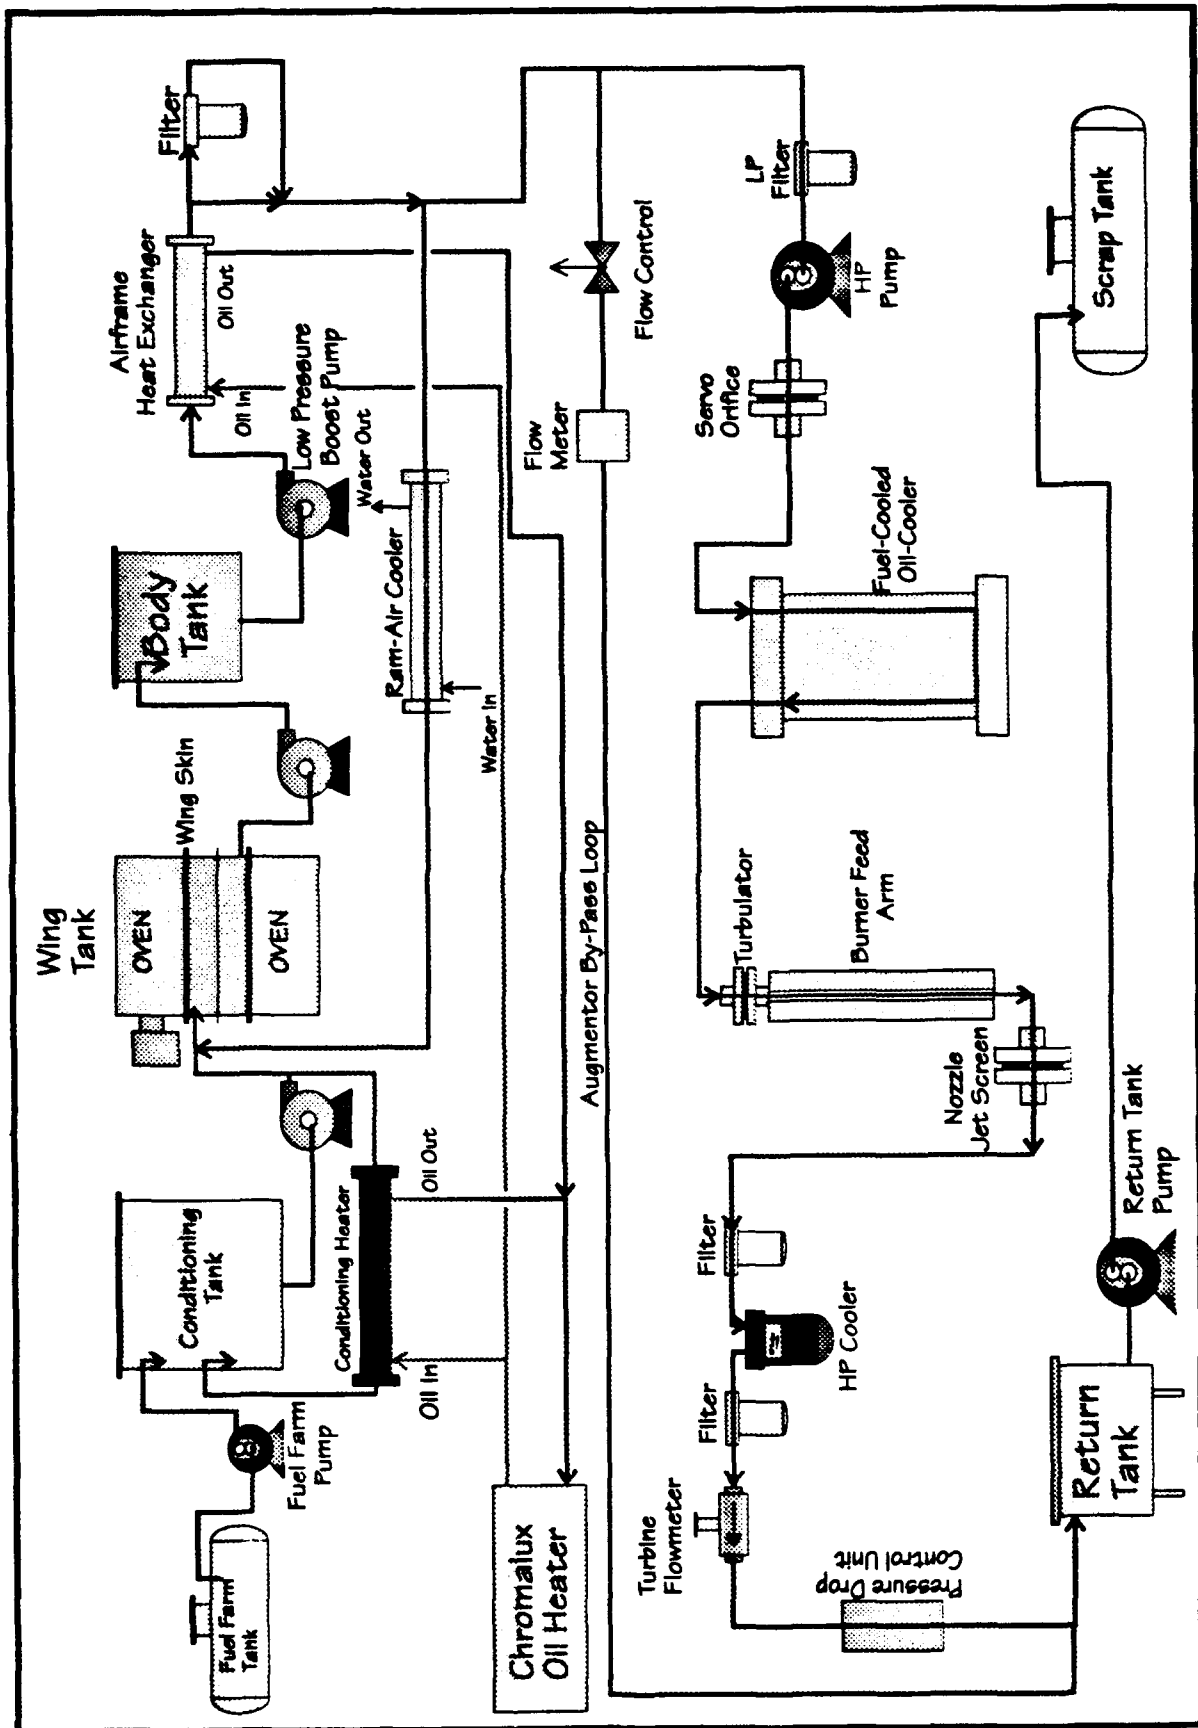 Fuel Farm
Tank
Fuel Farm
Pump
Conditioning
Tank
Conditioning Heater
Oil In
Oil Out
Chromalux
Oil Heater
Wing
Tank
OVEN
OVEN
Wing Skin
Body
Tank
Low Pressure
Boost Pump
Airframe
Heat Exchanger
Oil In
Oil Out
Filter
Ram-Air Cooler
Water In
Water Out
Augmentor By-Pass Loop
Flow
Meter
Flow Control
LP
Filter
HP
Pump
Servo
Orifice
Fuel-Cooled
Oil-Cooler
Turbulator
Burner Feed
Arm
Nozzle
Jet Screen
Filter
HP Cooler
Filter
Turbine
Flowmeter
Pressure Drop
Control Unit
Return
Tank
Return Tank
Pump
Scrap Tank